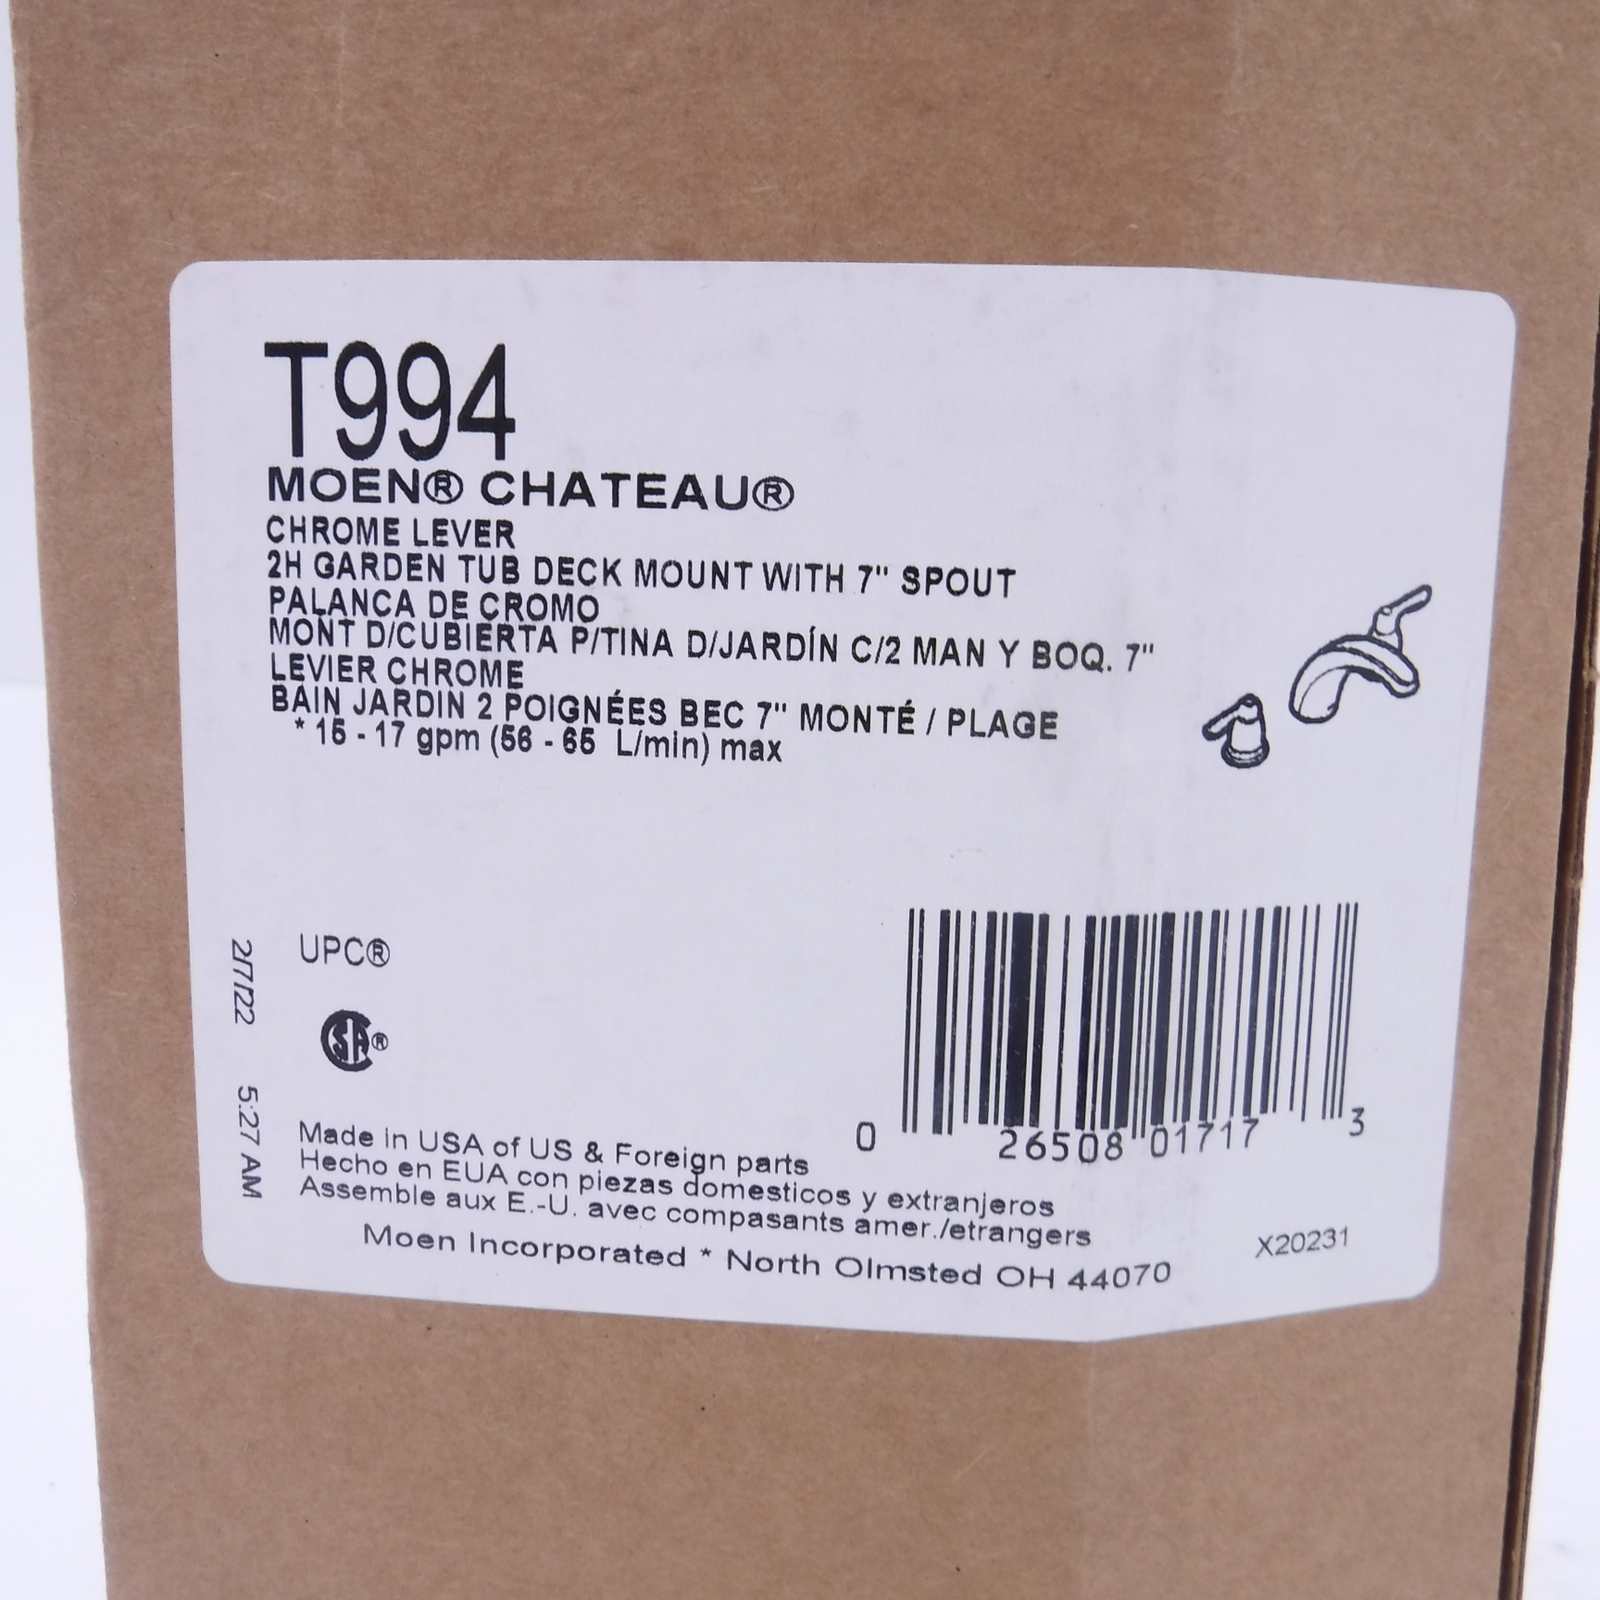 T994
MOEN® CHATEAU®
CHROME LEVER
2H GARDEN TUB DECK MOUNT WITH 7" SPOUT
PALANCA DE CROMO
MONT D/CUBIERTA P/TINA D/JARDÍN C/2 MAN Y BOQ. 7"
LEVIER CHROME
BAIN JARDIN 2 POIGNÉES BEC 7" MONTÉ / PLAGE
* 15 - 17 gpm (56 - 65 L/min) max
UPC®
SA®
2/7/22 5:27 AM
0 26508 01717 3
Made in USA of US & Foreign parts
Hecho en EUA con piezas domesticos y extranjeros
Assemble aux E.-U. avec compasants amer./etrangers
Moen Incorporated * North Olmsted OH 44070
X20231